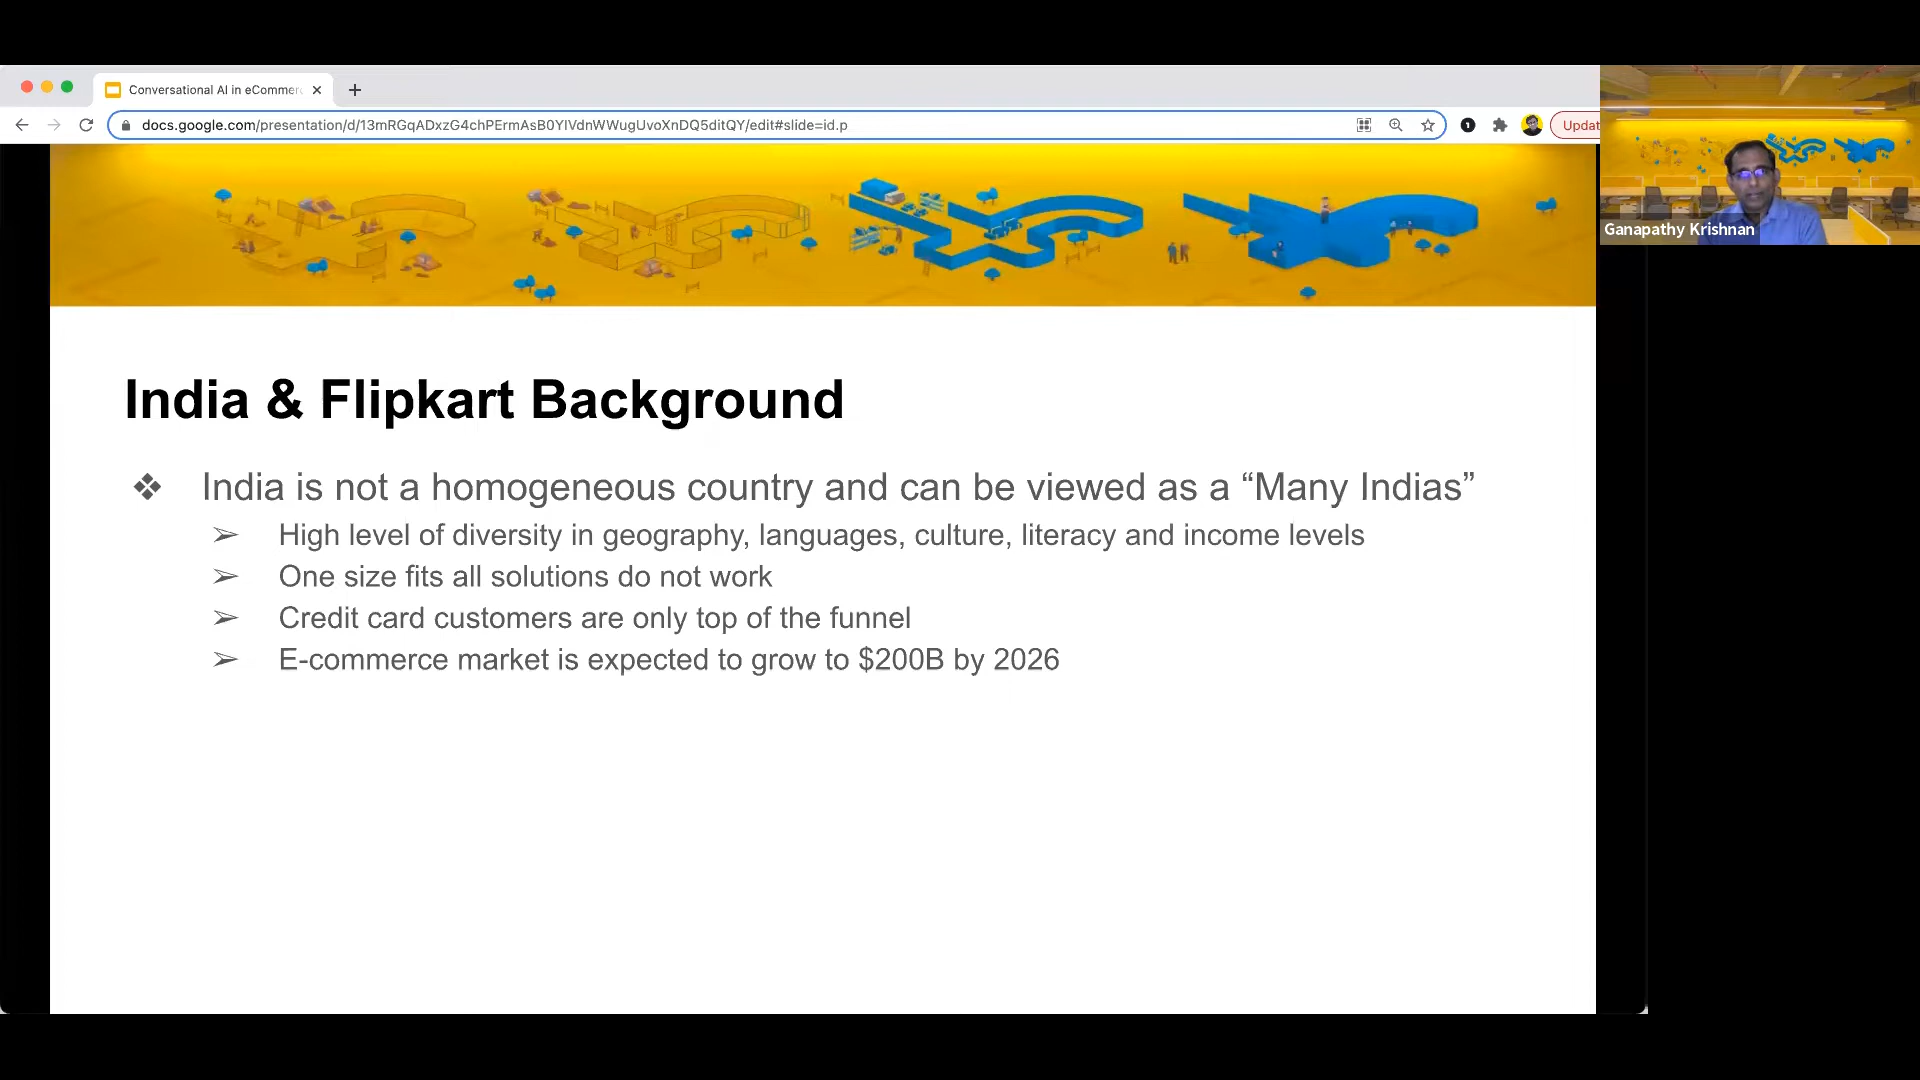 Conversational AI in eCommer
docs.google.com/presentation/d/13mRGqADxzG4chPErmAsB0YIVdnWWugUvoXnDQ5ditQY/edit#slide=id.p
Updat
Ganapathy Krishnan
India & Flipkart Background
❖ India is not a homogeneous country and can be viewed as a “Many Indias”
➢ High level of diversity in geography, languages, culture, literacy and income levels
➢ One size fits all solutions do not work
➢ Credit card customers are only top of the funnel
➢ E-commerce market is expected to grow to $200B by 2026